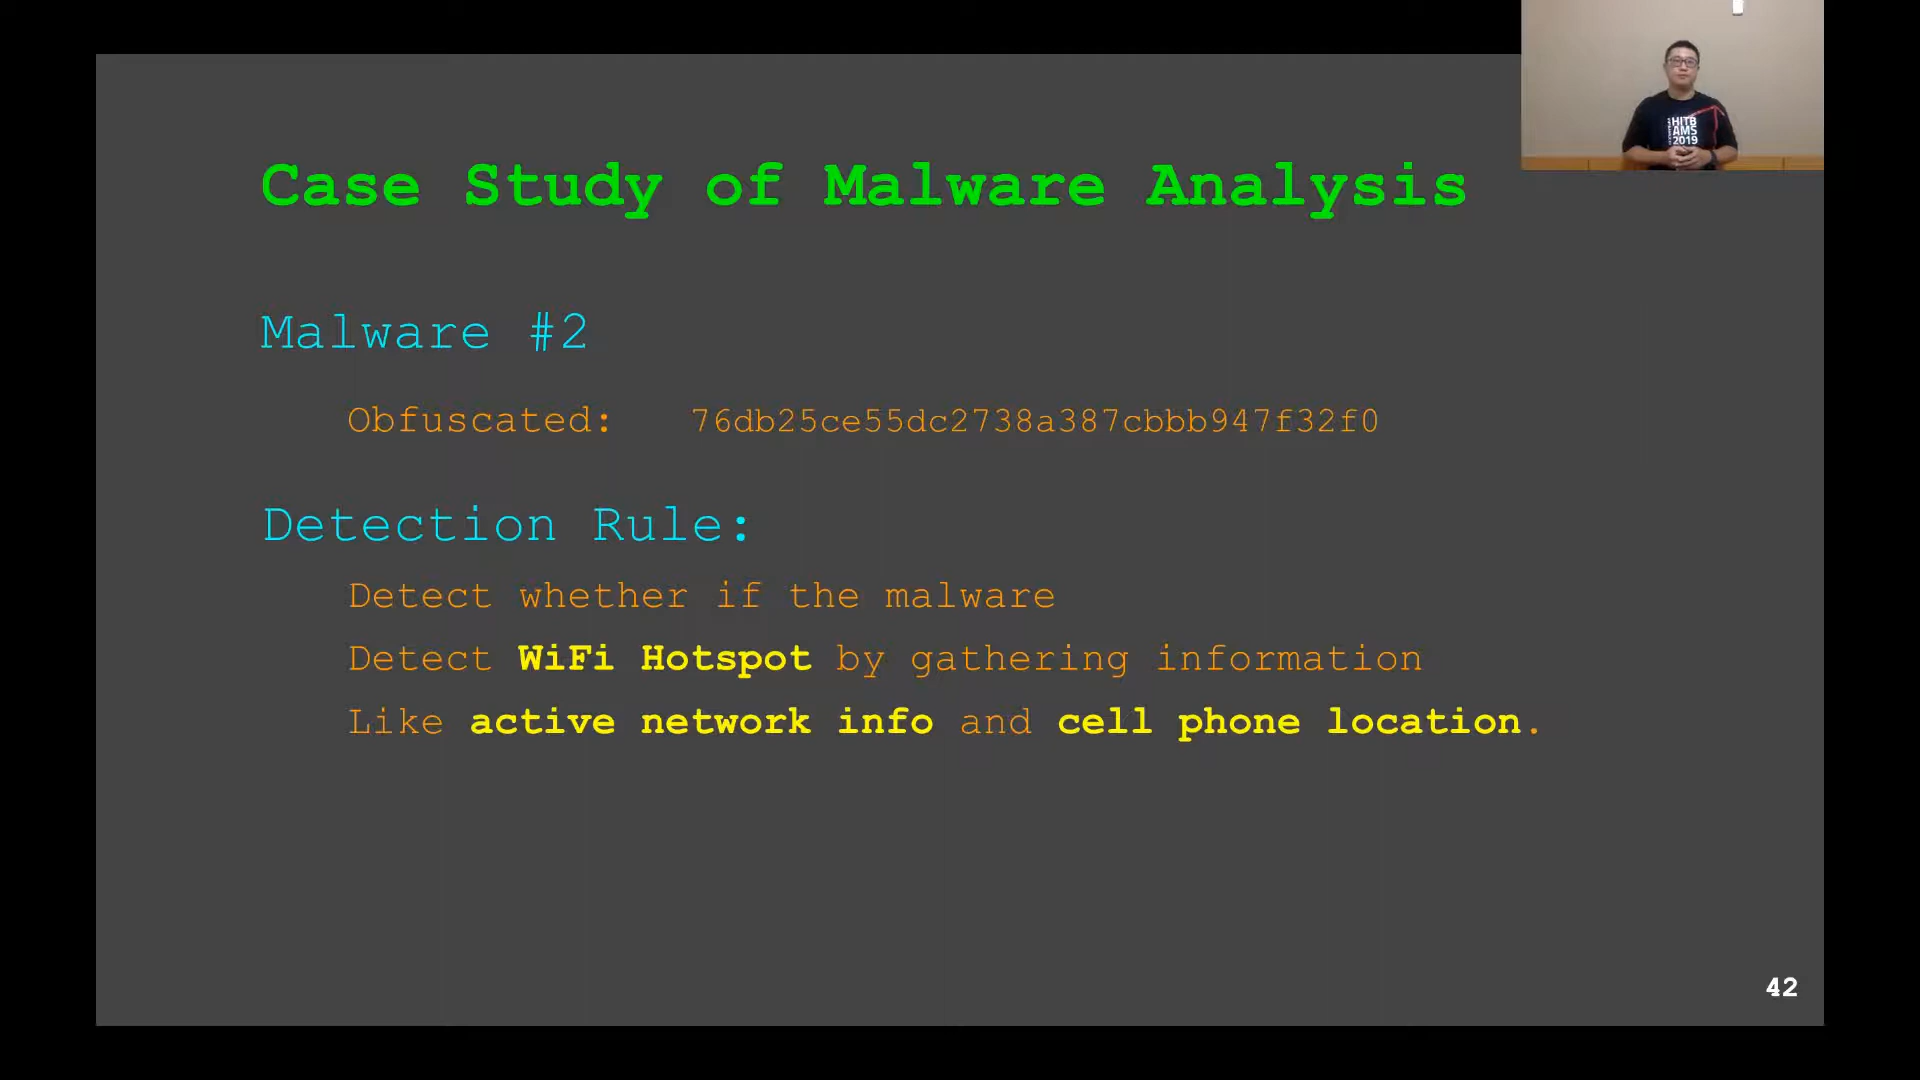 HITB
AMS
2019
Case Study of Malware Analysis
Malware #2
Obfuscated: 76db25ce55dc2738a387cbbb947f32f0
Detection Rule:
Detect whether if the malware
Detect WiFi Hotspot by gathering information
Like active network info and cell phone location.
42